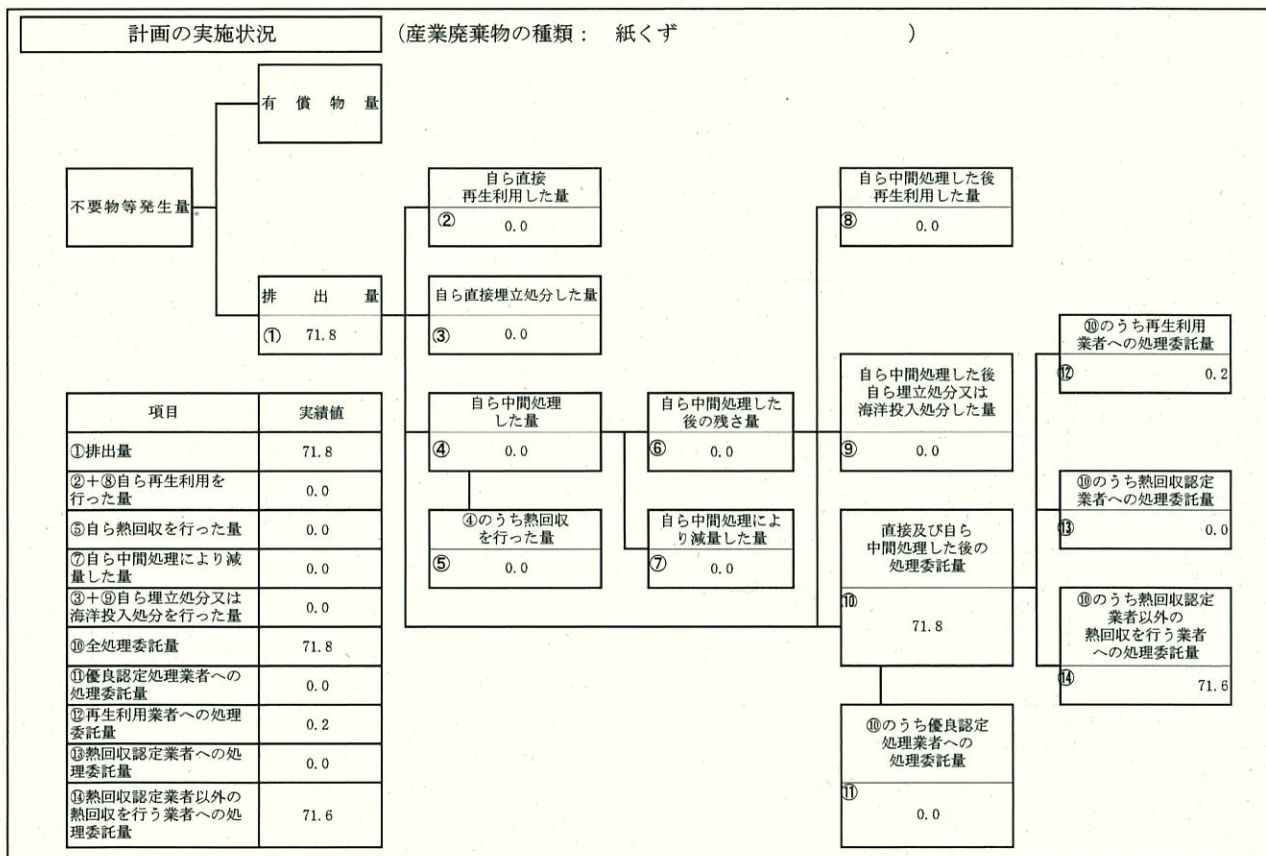 計画の実施状況
(産業廃棄物の種類: 紙くず )
有償物量
不要物等発生量
排出量
① 71.8
自ら直接
再生利用した量
② 0.0
自ら直接埋立処分した量
③ 0.0
自ら中間処理
した量
④ 0.0
④のうち熱回収
を行った量
⑤ 0.0
自ら中間処理した
後の残さ量
⑥ 0.0
自ら中間処理によ
り減量した量
⑦ 0.0
自ら中間処理した後
再生利用した量
⑧ 0.0
自ら中間処理した後
自ら埋立処分又は
海洋投入処分した量
⑨ 0.0
直接及び自ら
中間処理した後の
処理委託量
⑩
71.8
⑩のうち優良認定
処理業者への
処理委託量
⑪
0.0
⑩のうち再生利用
業者への処理委託量
⑫ 0.2
⑩のうち熱回収認定
業者への処理委託量
⑬ 0.0
⑩のうち熱回収認定
業者以外の
熱回収を行う業者
への処理委託量
⑭ 71.6
項目 実績値
①排出量 71.8
②+⑧自ら再生利用を
行った量 0.0
⑤自ら熱回収を行った量 0.0
⑦自ら中間処理により減
量した量 0.0
③+⑨自ら埋立処分又は
海洋投入処分を行った量 0.0
⑩全処理委託量 71.8
⑪優良認定処理業者への
処理委託量 0.0
⑫再生利用業者への処理
委託量 0.2
⑬熱回収認定業者への処
理委託量 0.0
⑭熱回収認定業者以外の
熱回収を行う業者への処
理委託量 71.6